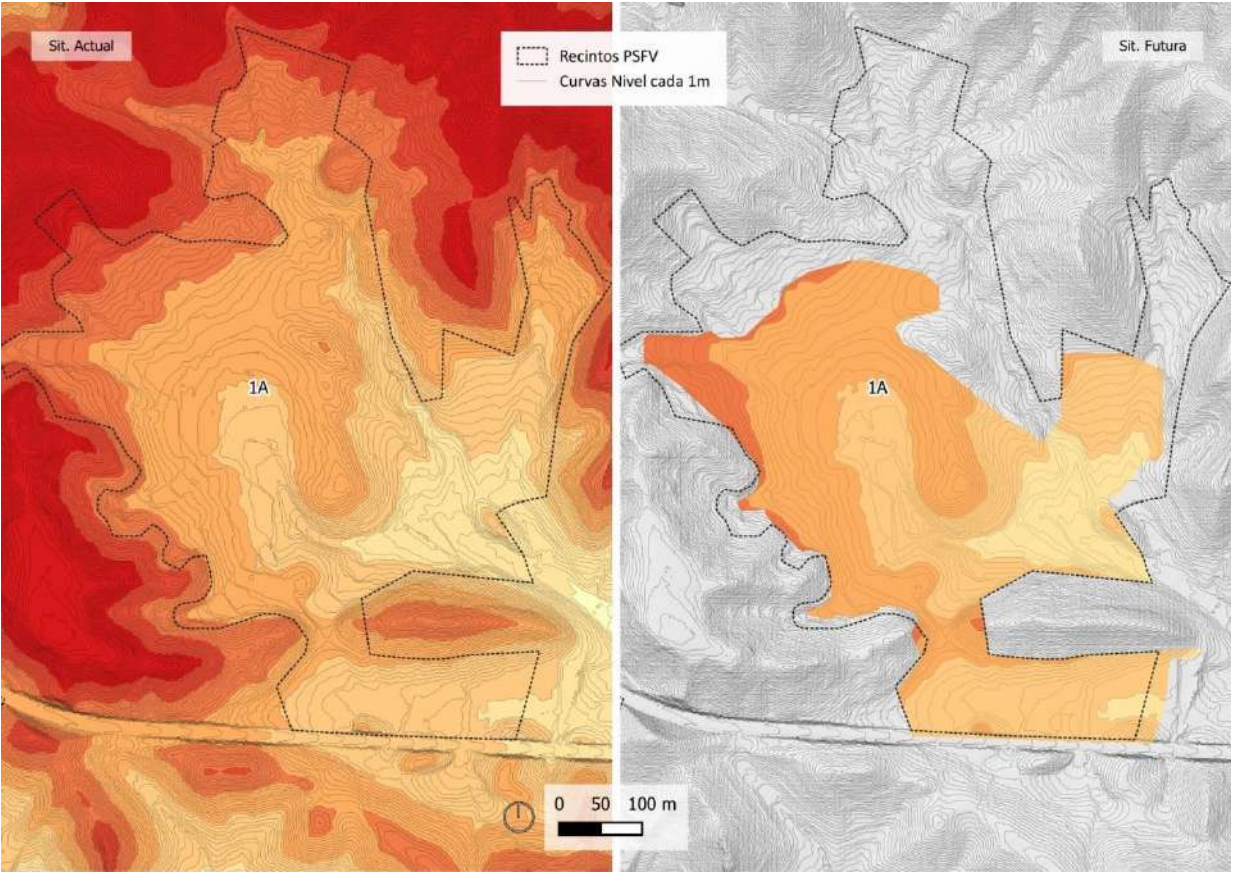 Sit. Actual
Recintos PSFV
Curvas Nivel cada 1m
Sit. Futura
1A
1A
0 50 100 m